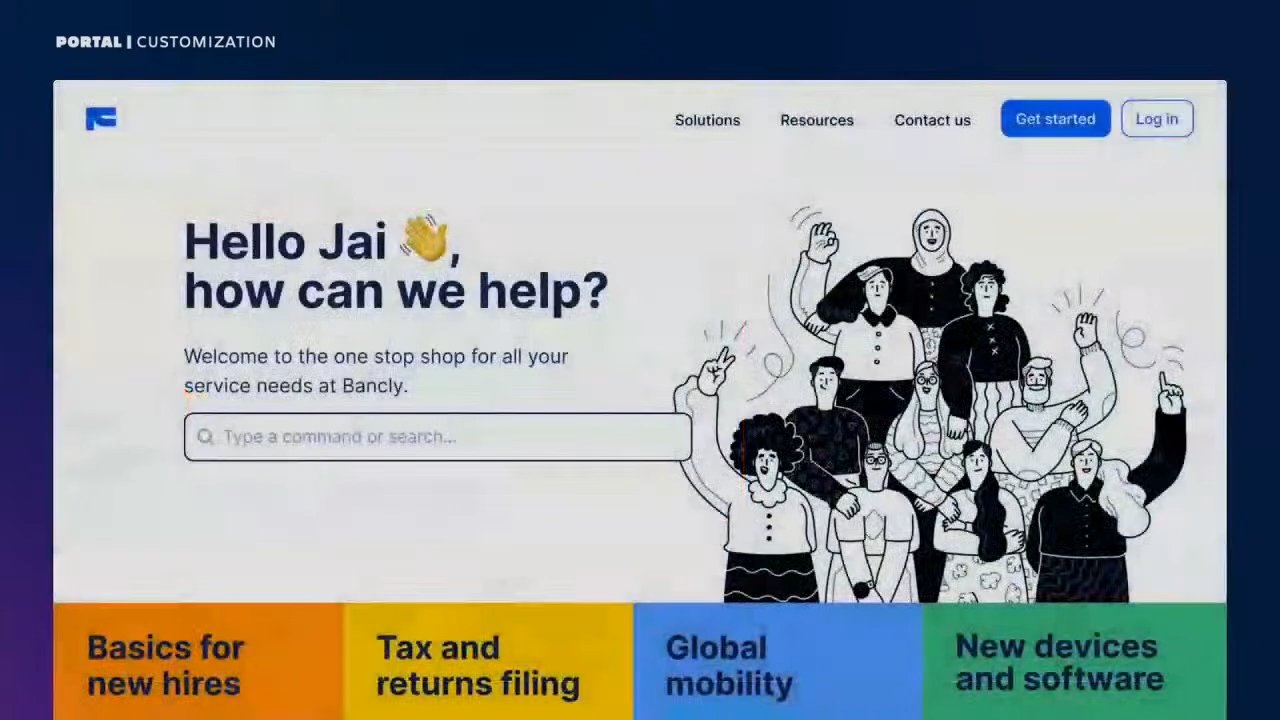 PORTAL | CUSTOMIZATION
Solutions
Resources
Contact us
Get started
Log in
Hello Jai 👋,
how can we help?
Welcome to the one stop shop for all your
service needs at Bancly.
Type a command or search...
Basics for
new hires
Tax and
returns filing
Global
mobility
New devices
and software